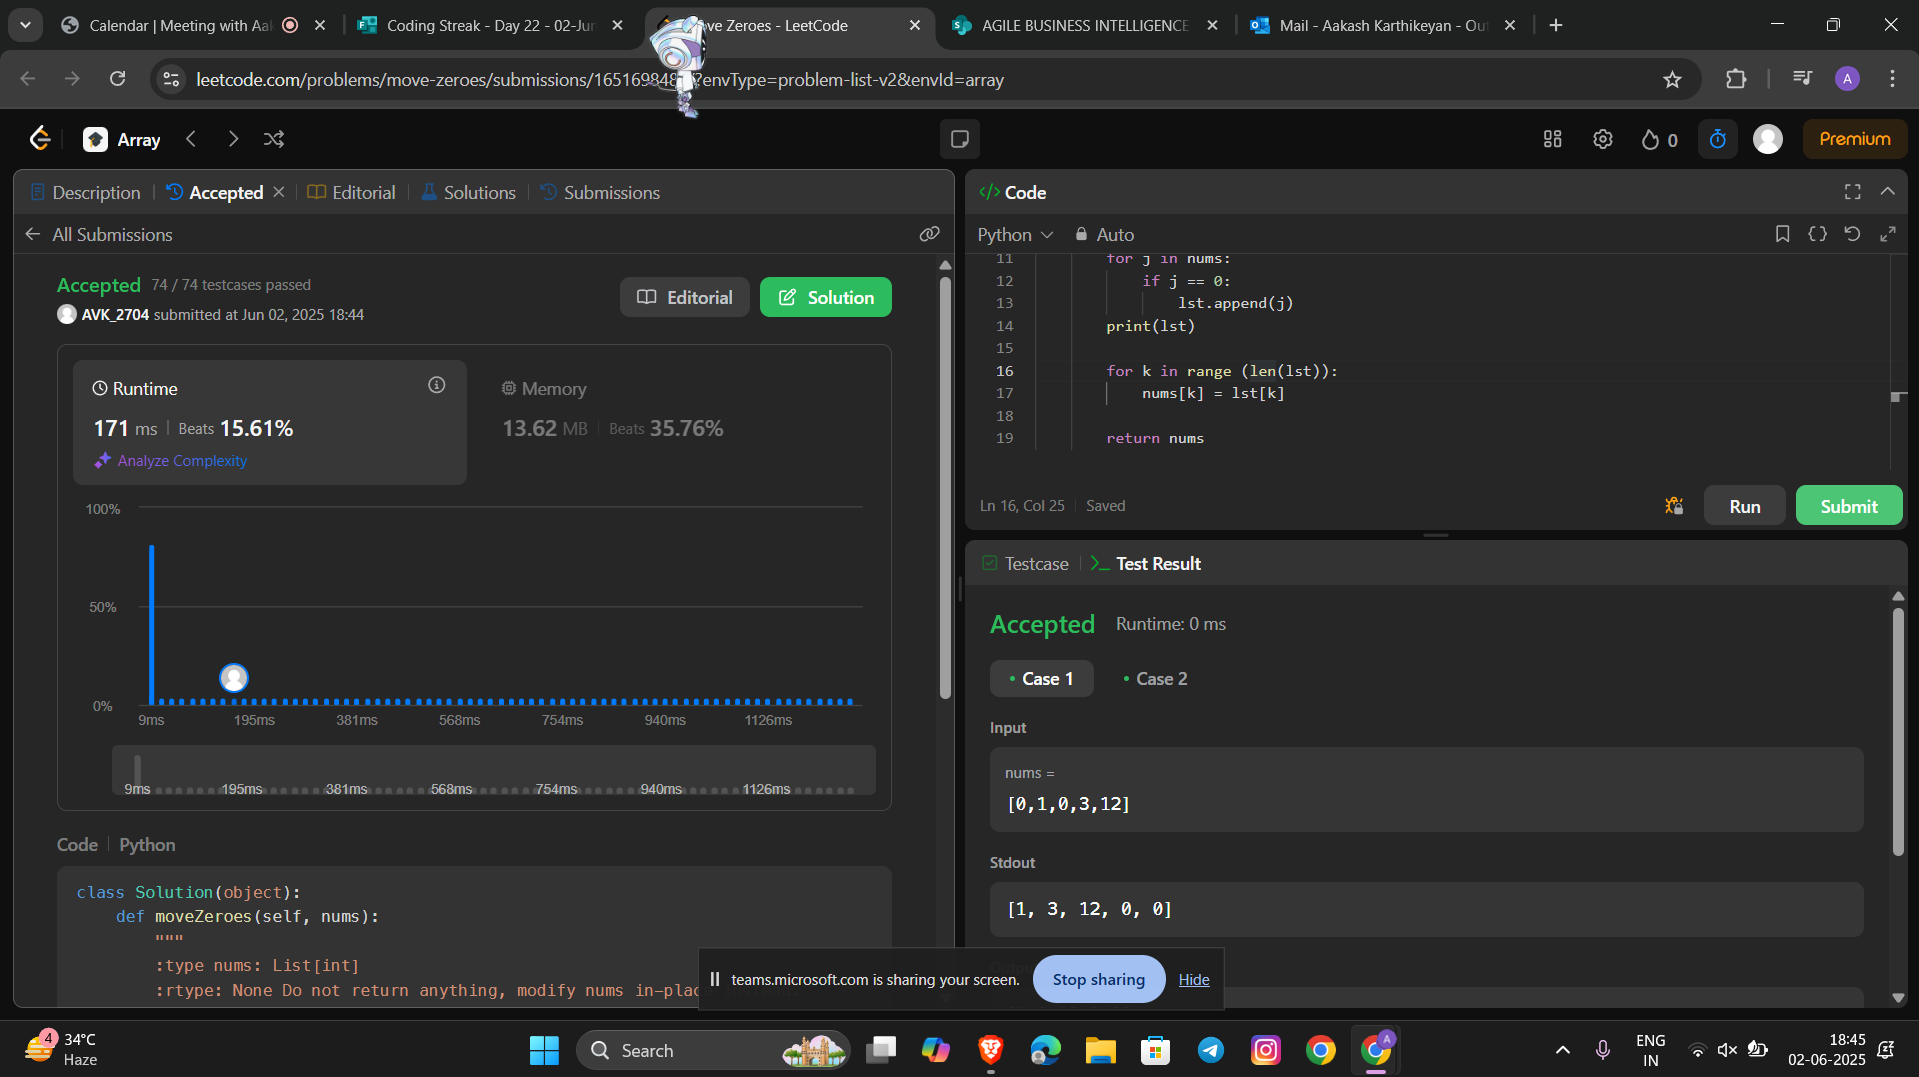 Calendar | Meeting with Aak
Coding Streak - Day 22 - 02-Jun
ve Zeroes - LeetCode
AGILE BUSINESS INTELLIGENCE
Mail - Aakash Karthikeyan - Out
leetcode.com/problems/move-zeroes/submissions/165169848 ?envType=problem-list-v2&envId=array
A
Array
0
Premium
Description
Accepted
Editorial
Solutions
Submissions
All Submissions
Accepted 74 / 74 testcases passed
AVK_2704 submitted at Jun 02, 2025 18:44
Editorial
Solution
Runtime
171 ms | Beats 15.61%
Analyze Complexity
Memory
13.62 MB | Beats 35.76%
100%
50%
0%
9ms 195ms 381ms 568ms 754ms 940ms 1126ms
9ms 195ms 381ms 568ms 754ms 940ms 1126ms
Code | Python
class Solution(object):
def moveZeroes(self, nums):
"""
:type nums: List[int]
:rtype: None Do not return anything, modify nums in-plac
</> Code
Python
Auto
11 for j in nums:
12 if j == 0:
13 lst.append(j)
14 print(lst)
15
16 for k in range (len(lst)):
17 nums[k] = lst[k]
18
19 return nums
Ln 16, Col 25 | Saved
Run
Submit
Testcase
Test Result
Accepted Runtime: 0 ms
Case 1
Case 2
Input
nums =
[0,1,0,3,12]
Stdout
[1, 3, 12, 0, 0]
teams.microsoft.com is sharing your screen.
Stop sharing
Hide
4
34°C
Haze
Search
A
ENG
IN
18:45
02-06-2025